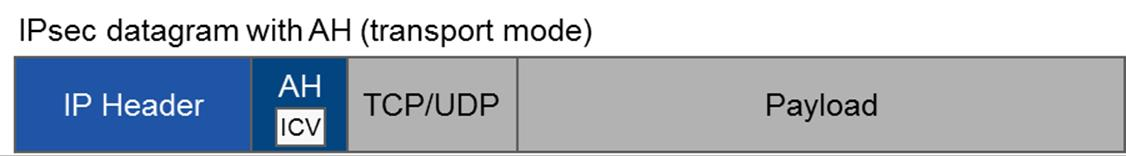 IPsec datagram with AH (transport mode)
IP Header
AH
ICV
TCP/UDP
Payload